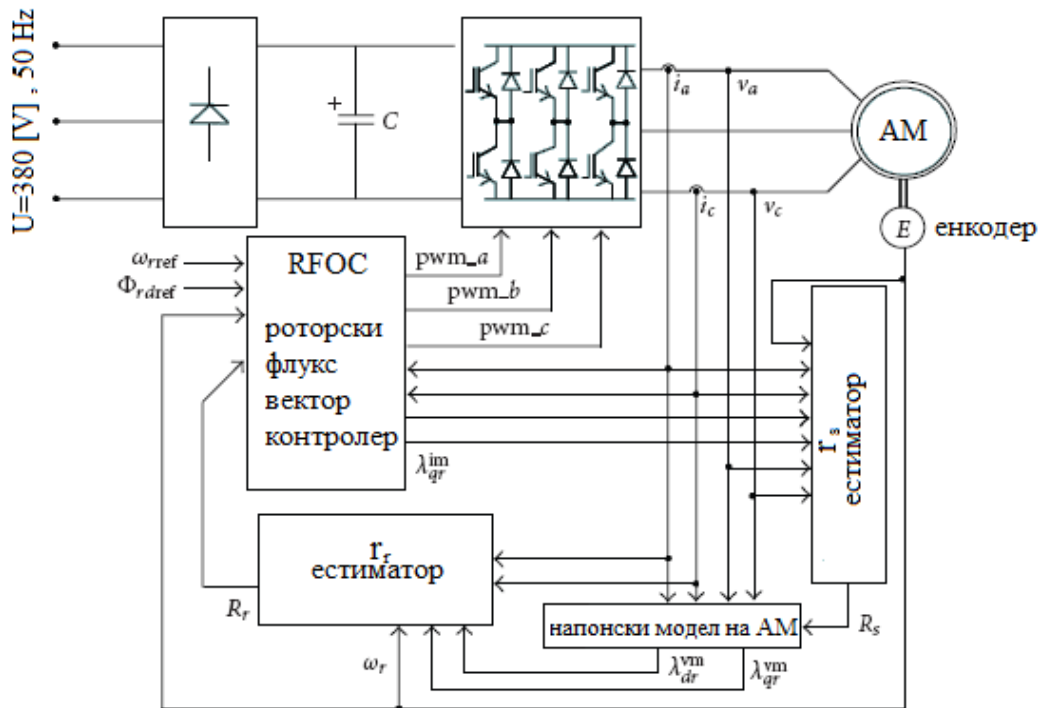 U=380 [V] , 50 Hz
+
C
i_a
v_a
AM
i_c
v_c
E
енкодер
ω_rref
Φ_rdref
RFOC
роторски
флукс
вектор
контролер
pwm_a
pwm_b
pwm_c
λ_qr^im
r_s
естиматор
r_r
естиматор
R_r
напонски модел на АМ
R_s
ω_r
λ_dr^vm
λ_qr^vm